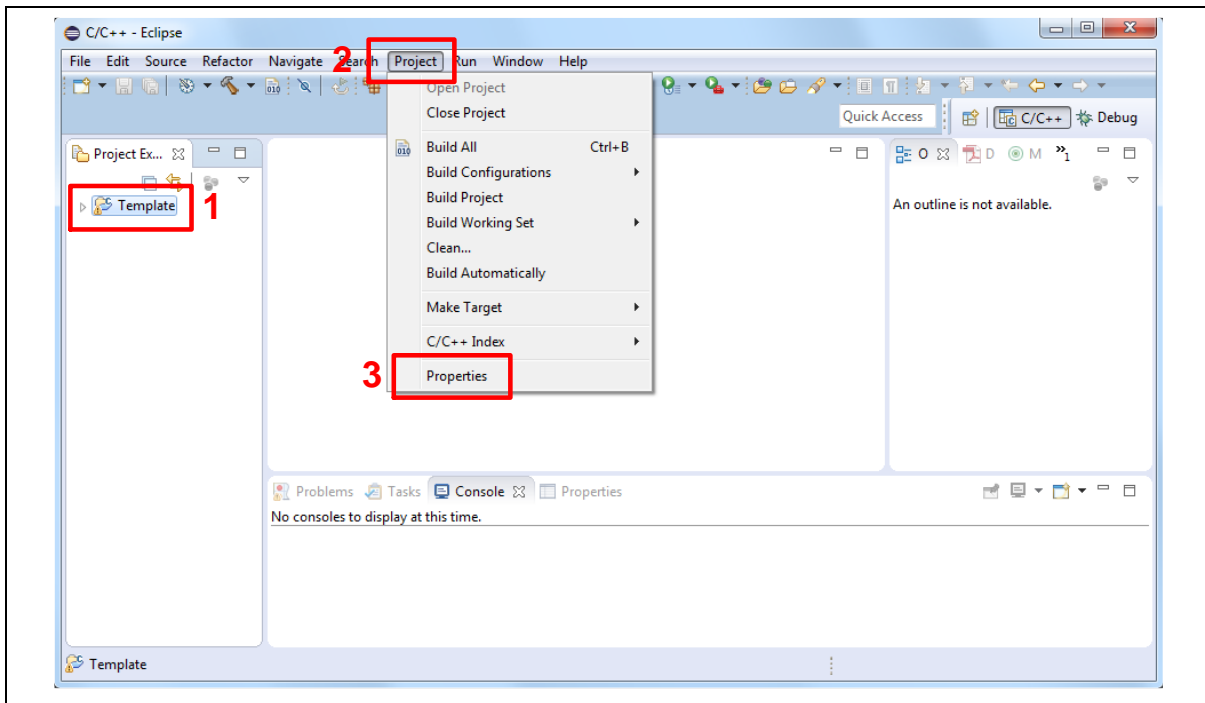 C/C++ - Eclipse
File Edit Source Refactor Navigate Search Project Run Window Help
2
Quick Access
C/C++
Debug
Open Project
Close Project
Build All Ctrl+B
Build Configurations
Build Project
Build Working Set
Clean...
Build Automatically
Make Target
C/C++ Index
Properties
3
Project Ex...
Template
1
O D M »1
An outline is not available.
Problems Tasks Console Properties
No consoles to display at this time.
Template